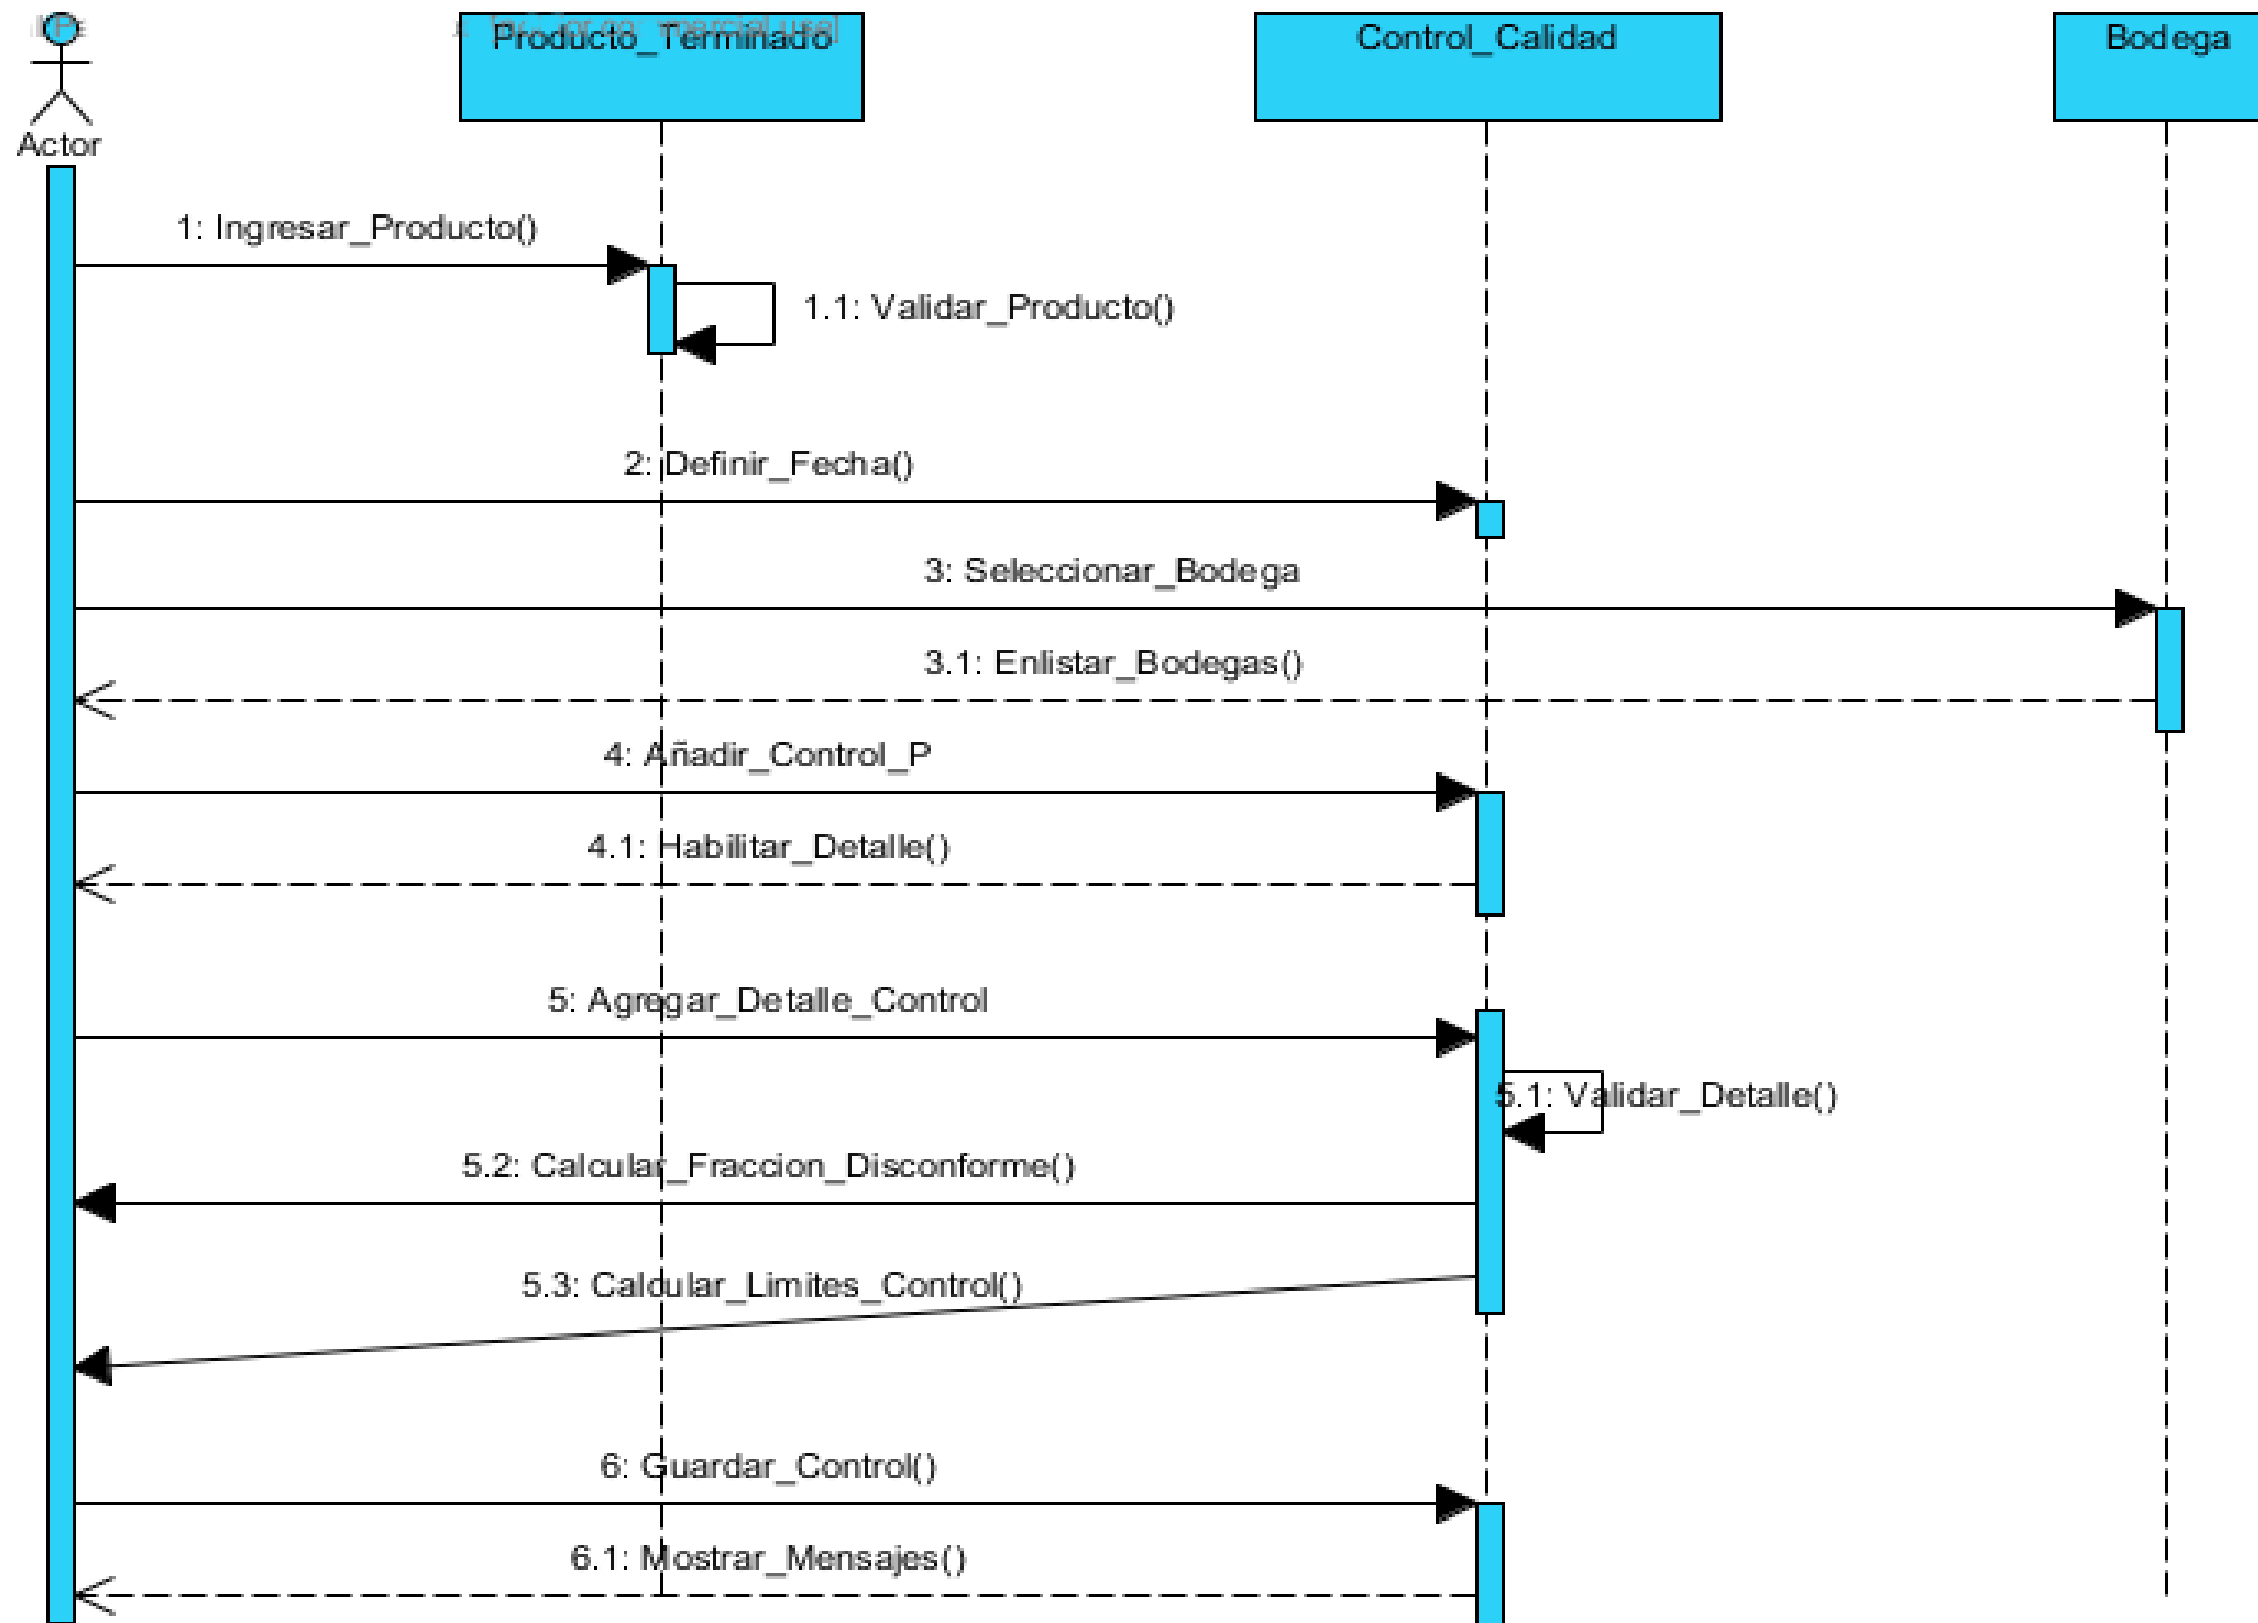 Producto_Terminado
Control_Calidad
Bodega
Actor
1: Ingresar_Producto()
1.1: Validar_Producto()
2: Definir_Fecha()
3: Seleccionar_Bodega
3.1: Enlistar_Bodegas()
4: Añadir_Control_P
4.1: Habilitar_Detalle()
5: Agregar_Detalle_Control
5.1: Validar_Detalle()
5.2: Calcular_Fraccion_Disconforme()
5.3: Calcular_Limites_Control()
6: Guardar_Control()
6.1: Mostrar_Mensajes()